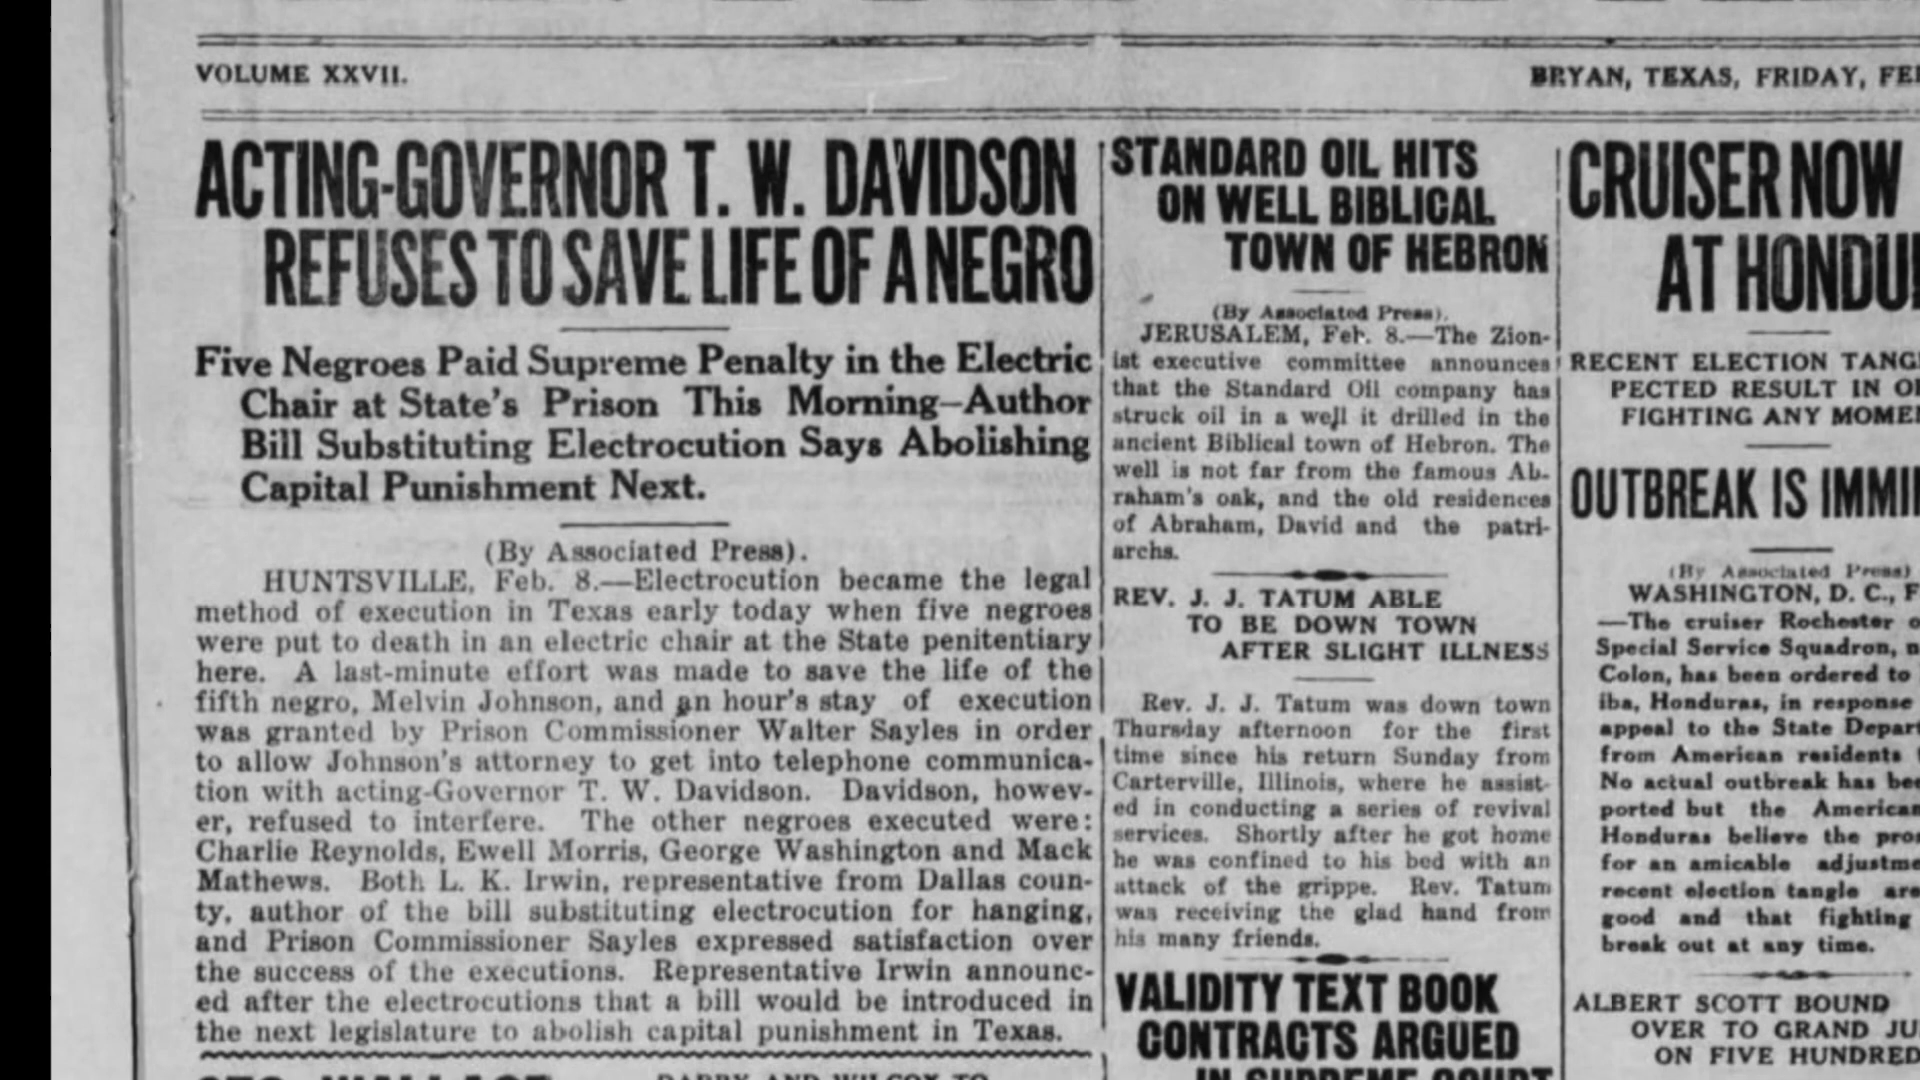 VOLUME XXVII.
BRYAN, TEXAS, FRIDAY,
ACTING-GOVERNOR T. W. DAVIDSON
REFUSES TO SAVE LIFE OF A NEGRO
Five Negroes Paid Supreme Penalty in the Electric
Chair at State's Prison This Morning—Author
Bill Substituting Electrocution Says Abolishing
Capital Punishment Next.
(By Associated Press).
HUNTSVILLE, Feb. 8.—Electrocution became the legal
method of execution in Texas early today when five negroes
were put to death in an electric chair at the State penitentiary
here. A last-minute effort was made to save the life of the
fifth negro, Melvin Johnson, and an hour's stay of execution
was granted by Prison Commissioner Walter Sayles in order
to allow Johnson's attorney to get into telephone communica-
tion with acting-Governor T. W. Davidson. Davidson, howev-
er, refused to interfere. The other negroes executed were:
Charlie Reynolds, Ewell Morris, George Washington and Mack
Mathews. Both L. K. Irwin, representative from Dallas coun-
ty, author of the bill substituting electrocution for hanging,
and Prison Commissioner Sayles expressed satisfaction over
the success of the executions. Representative Irwin announc-
ed after the electrocutions that a bill would be introduced in
the next legislature to abolish capital punishment in Texas.
STANDARD OIL HITS
ON WELL BIBLICAL
TOWN OF HEBRON
(By Associated Press).
JERUSALEM, Feb. 8.—The Zion-
ist executive committee announces
that the Standard Oil company has
struck oil in a well it drilled in the
ancient Biblical town of Hebron. The
well is not far from the famous Ab-
raham's oak, and the old residences
of Abraham, David and the patri-
archs.
REV. J. J. TATUM ABLE
TO BE DOWN TOWN
AFTER SLIGHT ILLNESS
Rev. J. J. Tatum was down town
Thursday afternoon for the first
time since his return Sunday from
Carterville, Illinois, where he assist-
ed in conducting a series of revival
services. Shortly after he got home
he was confined to his bed with an
attack of the grippe. Rev. Tatum
was receiving the glad hand from
his many friends.
VALIDITY TEXT BOOK
CONTRACTS ARGUED
IN SUPREME COURT
CRUISER NOW
AT
RECENT ELECTION
PECTED RESULT IN
FIGHTING ANY
OUTBREAK IS
(By Associated Press)
WASHINGTON, D. C.,
—The cruiser Rochester
Special Service Squadron,
Colon, has been ordered to
iba, Honduras, in response
appeal to the State
from American residents
No actual outbreak has
ported but the American
Honduras believe the
for an amicable
recent election tangle are
good and that fighting
break out at any time.
ALBERT SCOTT BOUND
OVER TO GRAND
ON FIVE HUNDRED